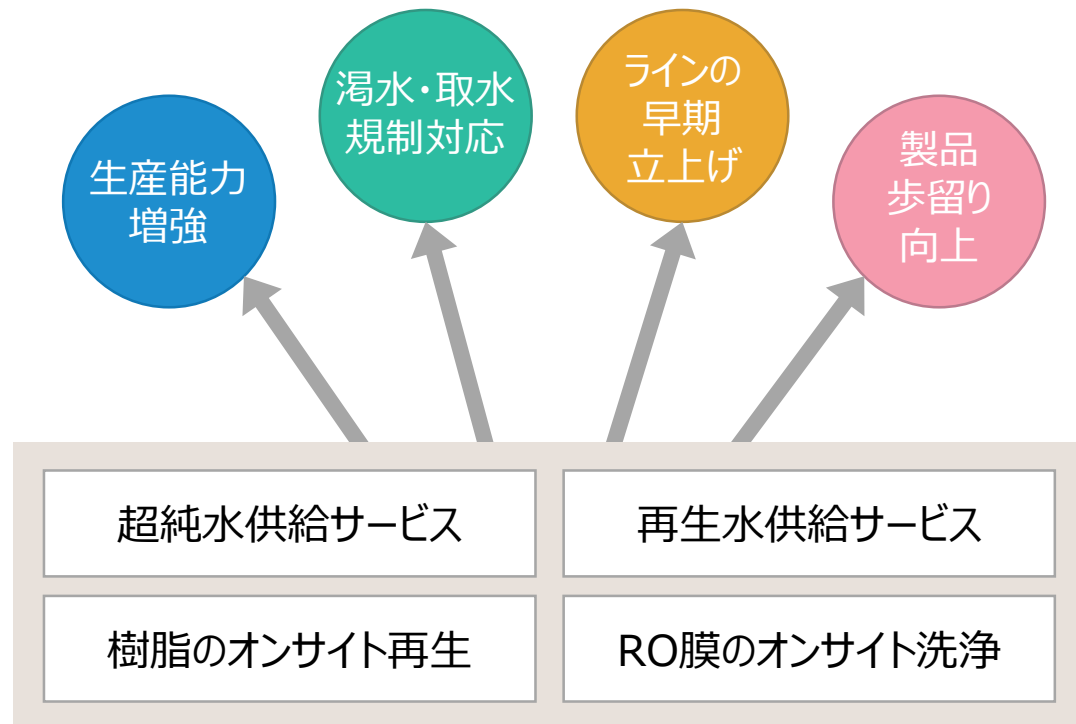 生産能力
増強
渇水・取水
規制対応
ラインの
早期
立上げ
製品
歩留り
向上
超純水供給サービス
再生水供給サービス
樹脂のオンサイト再生
RO膜のオンサイト洗浄